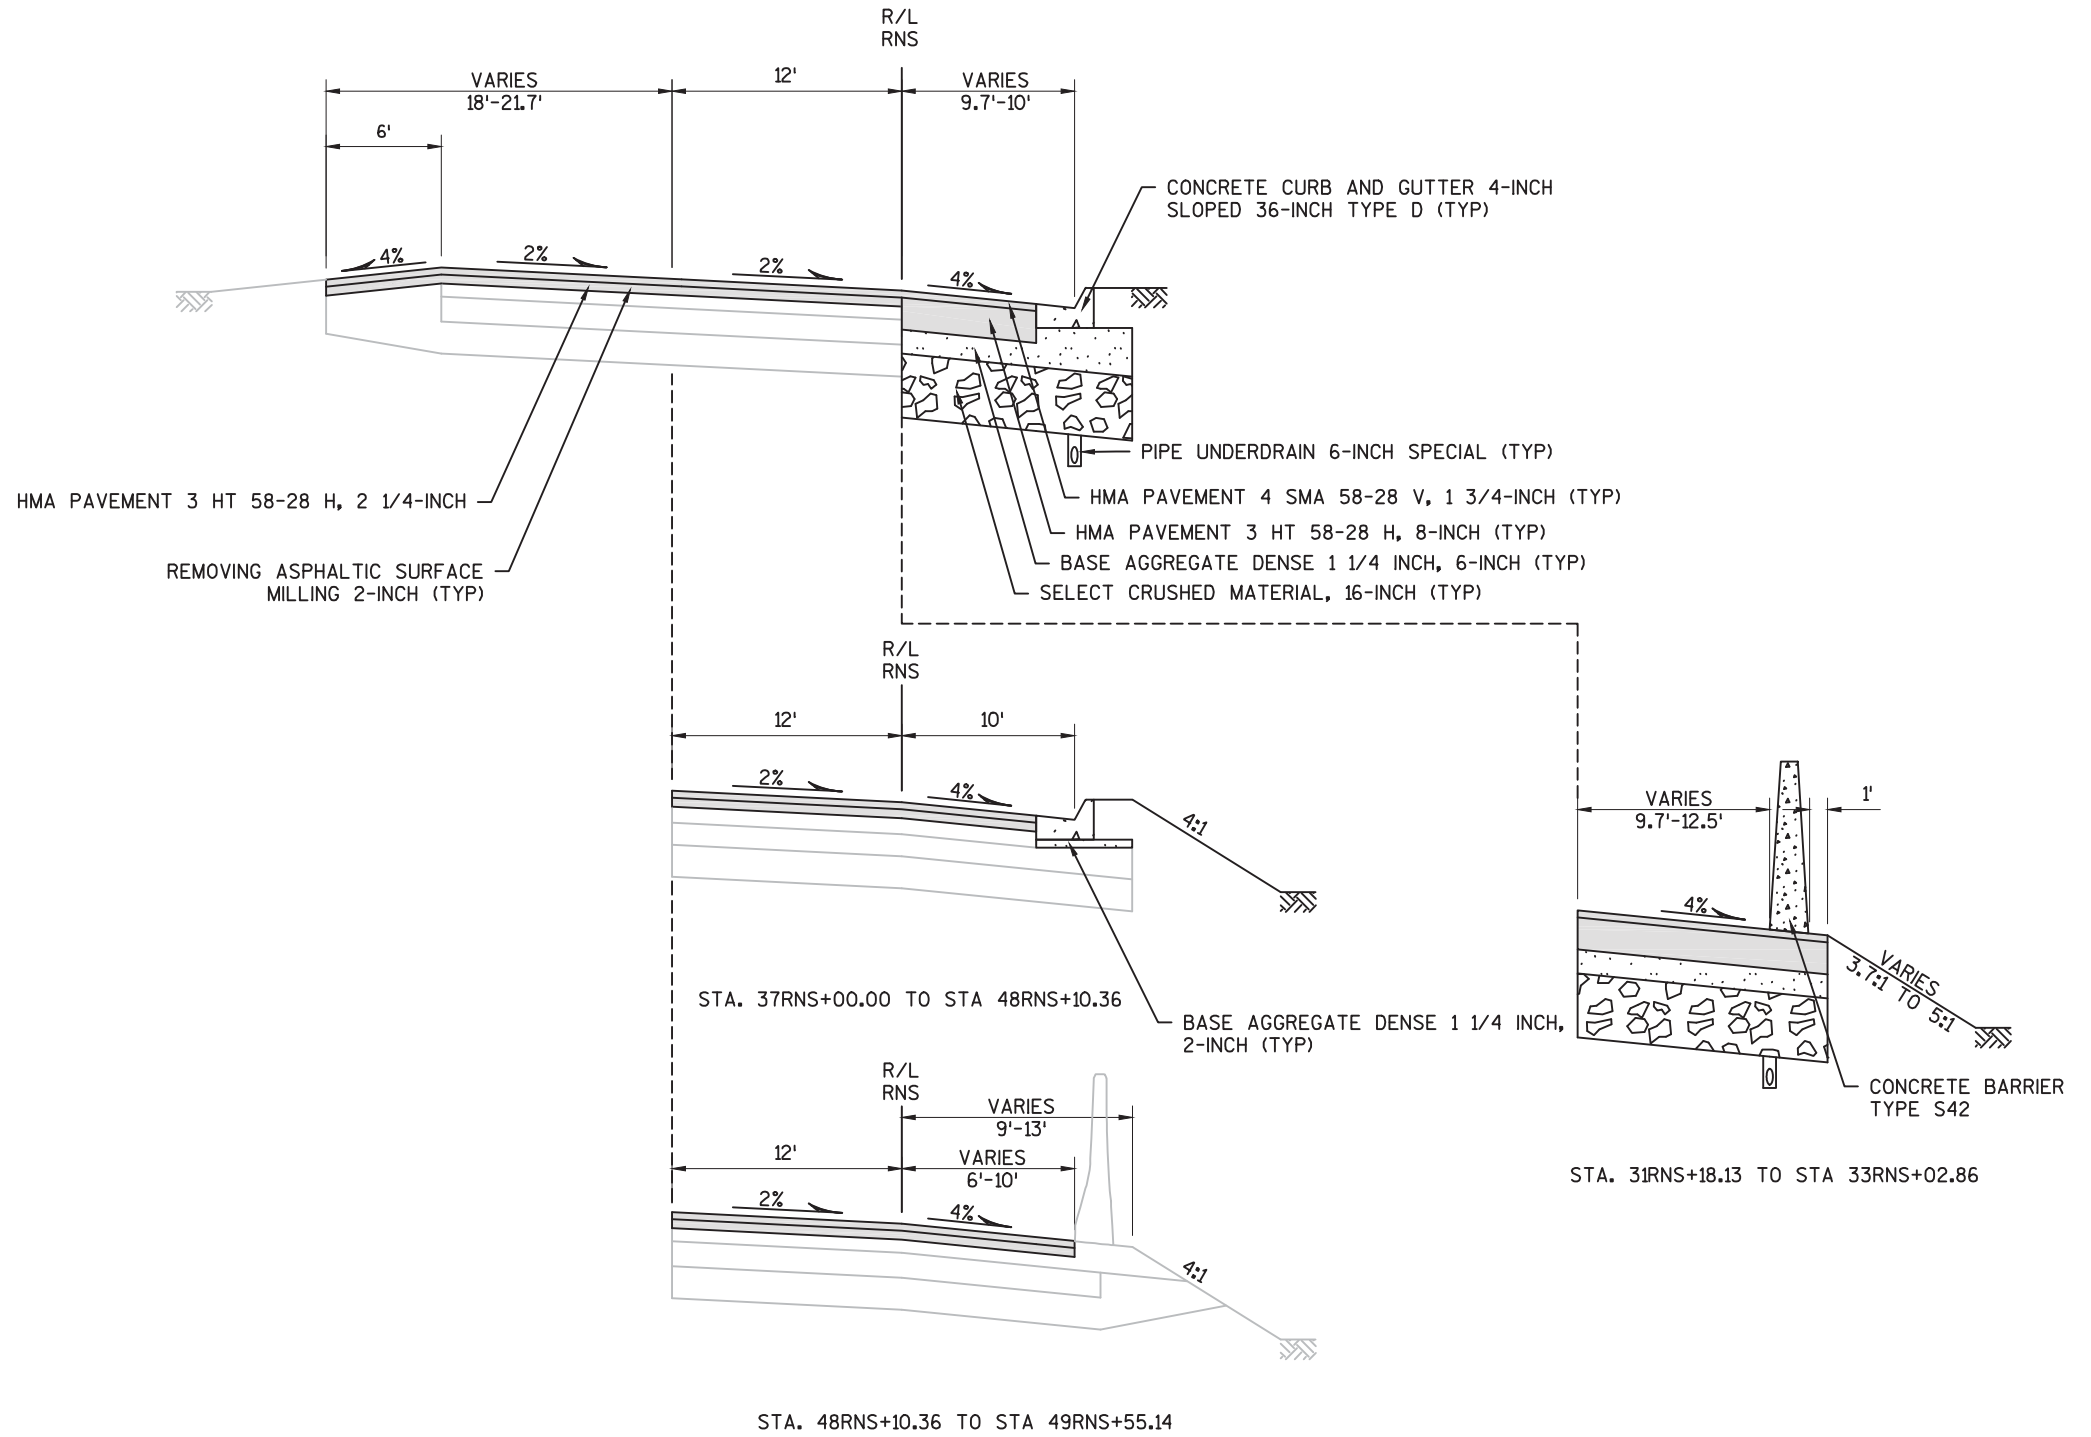 R/L
RNS
VARIES
18'-21.7'
12'
VARIES
9.7'-10'
6'
CONCRETE CURB AND GUTTER 4-INCH
SLOPED 36-INCH TYPE D (TYP)
4%
2%
2%
4%
PIPE UNDERDRAIN 6-INCH SPECIAL (TYP)
HMA PAVEMENT 3 HT 58-28 H, 2 1/4-INCH
HMA PAVEMENT 4 SMA 58-28 V, 1 3/4-INCH (TYP)
HMA PAVEMENT 3 HT 58-28 H, 8-INCH (TYP)
BASE AGGREGATE DENSE 1 1/4 INCH, 6-INCH (TYP)
REMOVING ASPHALTIC SURFACE
MILLING 2-INCH (TYP)
SELECT CRUSHED MATERIAL, 16-INCH (TYP)
R/L
RNS
12'
10'
2%
4%
4:1
STA. 37RNS+00.00 TO STA 48RNS+10.36
BASE AGGREGATE DENSE 1 1/4 INCH,
2-INCH (TYP)
VARIES
9.7'-12.5'
1'
4%
VARIES
3.7:1 TO 5:1
CONCRETE BARRIER
TYPE S42
STA. 31RNS+18.13 TO STA 33RNS+02.86
R/L
RNS
VARIES
9'-13'
12'
VARIES
6'-10'
2%
4%
4:1
STA. 48RNS+10.36 TO STA 49RNS+55.14